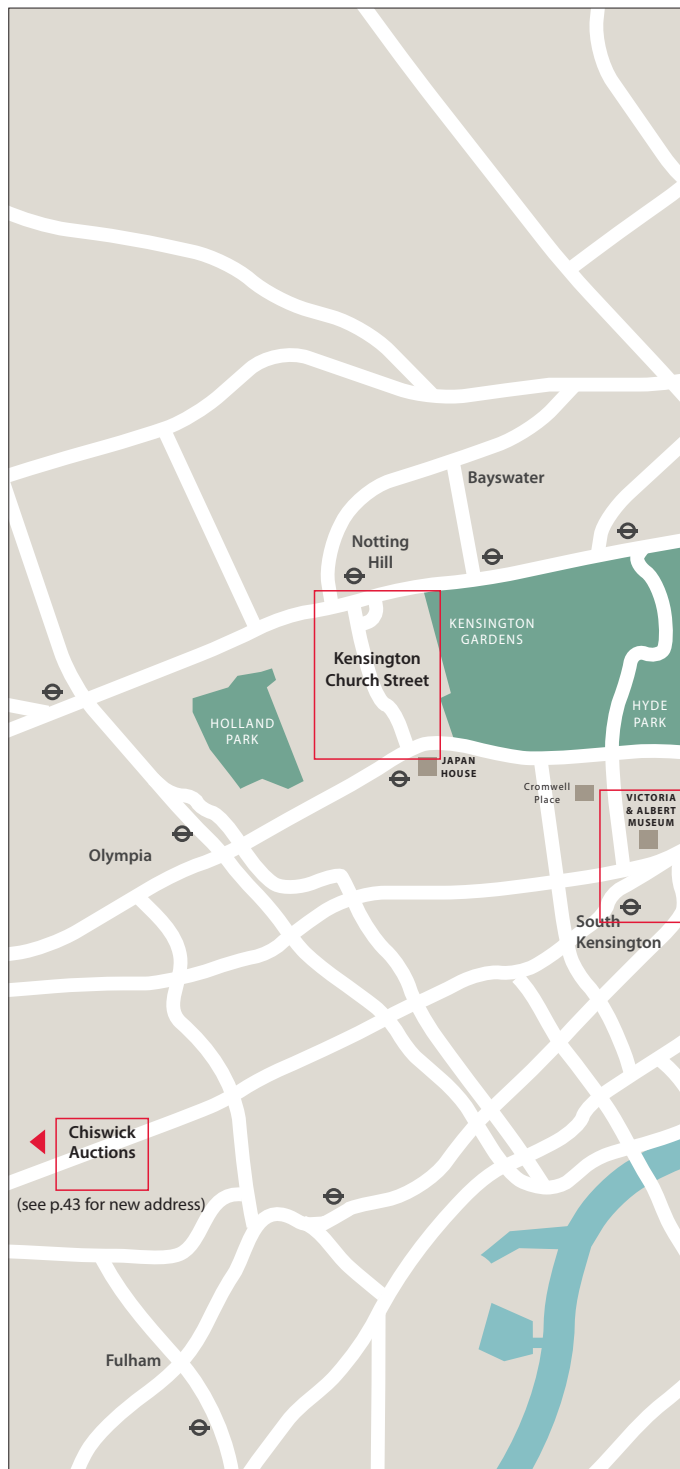 Bayswater
Notting
Hill
KENSINGTON
GARDENS
Kensington
Church Street
HOLLAND
PARK
HYDE
PARK
JAPAN
HOUSE
Cromwell
Place
VICTORIA
& ALBERT
MUSEUM
Olympia
South
Kensington
Chiswick
Auctions
(see p.43 for new address)
Fulham